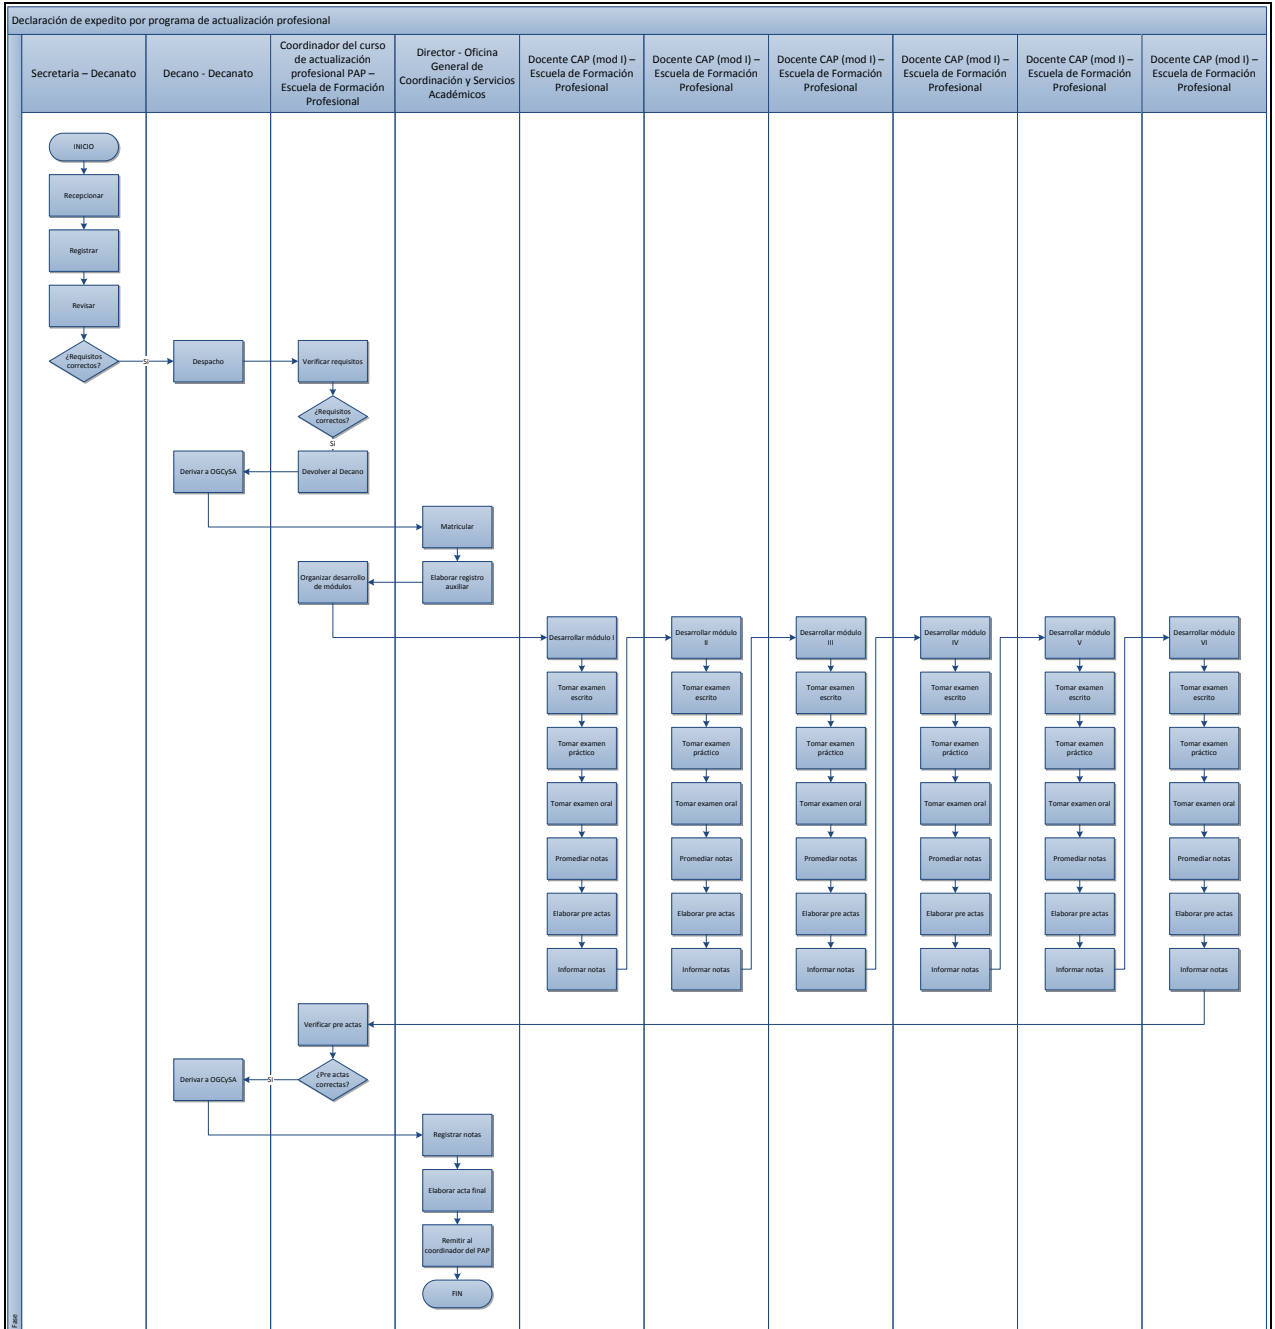 Declaración de expedito por programa de actualización profesional
Secretaria – Decanato
Decano - Decanato
Coordinador del curso
de actualización
profesional PAP –
Escuela de Formación
Profesional
Director - Oficina
General de
Coordinación y Servicios
Académicos
Docente CAP (mod I) –
Escuela de Formación
Profesional
Docente CAP (mod I) –
Escuela de Formación
Profesional
Docente CAP (mod I) –
Escuela de Formación
Profesional
Docente CAP (mod I) –
Escuela de Formación
Profesional
Docente CAP (mod I) –
Escuela de Formación
Profesional
Docente CAP (mod I) –
Escuela de Formación
Profesional
INICIO
Recepcionar
Registrar
Revisar
¿Requisitos
correctos?
Si
Despacho
Verificar requisitos
¿Requisitos
correctos?
Si
Derivar a OGCySA
Devolver al Decano
Matricular
Organizar desarrollo
de módulos
Elaborar registro
auxiliar
Desarrollar módulo I
Desarrollar módulo
II
Desarrollar módulo
III
Desarrollar módulo
IV
Desarrollar módulo
V
Desarrollar módulo
VI
Tomar examen
escrito
Tomar examen
escrito
Tomar examen
escrito
Tomar examen
escrito
Tomar examen
escrito
Tomar examen
escrito
Tomar examen
práctico
Tomar examen
práctico
Tomar examen
práctico
Tomar examen
práctico
Tomar examen
práctico
Tomar examen
práctico
Tomar examen oral
Tomar examen oral
Tomar examen oral
Tomar examen oral
Tomar examen oral
Tomar examen oral
Promediar notas
Promediar notas
Promediar notas
Promediar notas
Promediar notas
Promediar notas
Elaborar pre actas
Elaborar pre actas
Elaborar pre actas
Elaborar pre actas
Elaborar pre actas
Elaborar pre actas
Informar notas
Informar notas
Informar notas
Informar notas
Informar notas
Informar notas
Verificar pre actas
Derivar a OGCySA
Si
¿Pre actas
correctas?
Registrar notas
Elaborar acta final
Remitir al
coordinador del PAP
FIN
Fase